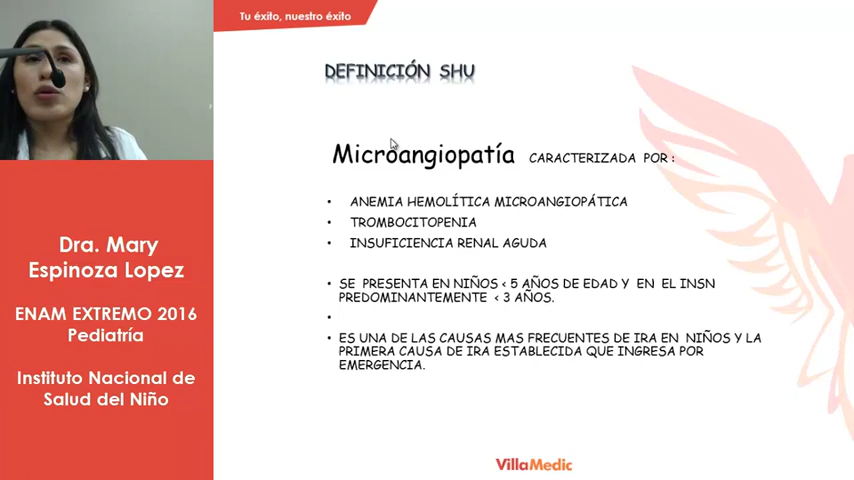 Tu éxito, nuestro éxito
DEFINICIÓN SHU
Microangiopatía CARACTERIZADA POR :
• ANEMIA HEMOLÍTICA MICROANGIOPÁTICA
• TROMBOCITOPENIA
• INSUFICIENCIA RENAL AGUDA
• SE PRESENTA EN NIÑOS < 5 AÑOS DE EDAD Y EN EL INSN
PREDOMINANTEMENTE < 3 AÑOS.
•
• ES UNA DE LAS CAUSAS MAS FRECUENTES DE IRA EN NIÑOS Y LA
PRIMERA CAUSA DE IRA ESTABLECIDA QUE INGRESA POR
EMERGENCIA.
Dra. Mary
Espinoza Lopez
ENAM EXTREMO 2016
Pediatría
Instituto Nacional de
Salud del Niño
VillaMedic